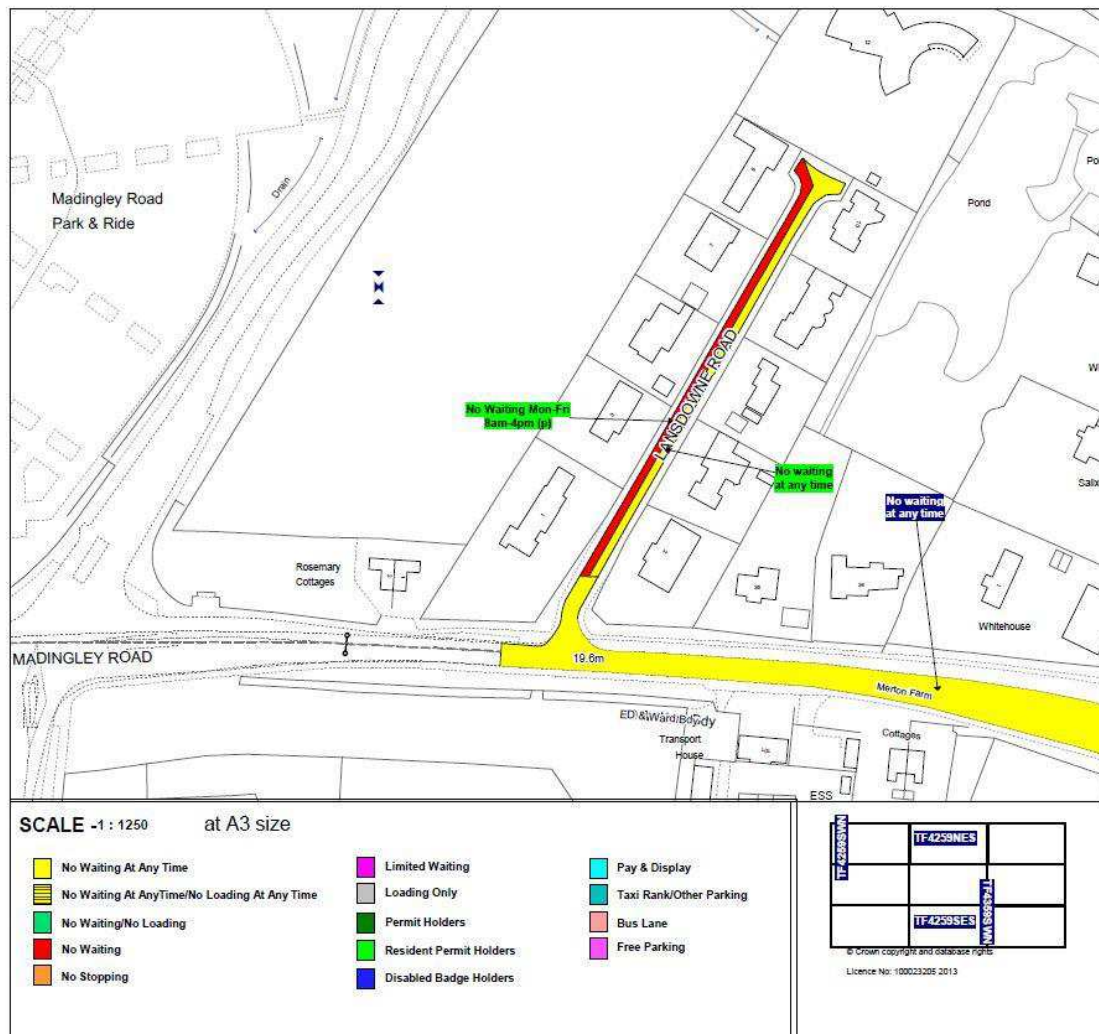 Madingley Road
Park & Ride
Drain
Pond
No Waiting Mon-Fri
8am-4pm (p)
LANSDOWNE ROAD
No waiting
at any time
No waiting
at any time
Rosemary
Cottages
Whitehouse
MADINGLEY ROAD
19.6m
Merton Farm
Transport
House
Cottages
ESS
SCALE -1 : 1250 at A3 size
No Waiting At Any Time
No Waiting At AnyTime/No Loading At Any Time
No Waiting/No Loading
No Waiting
No Stopping
Limited Waiting
Loading Only
Permit Holders
Resident Permit Holders
Disabled Badge Holders
Pay & Display
Taxi Rank/Other Parking
Bus Lane
Free Parking
TF4259SWN
TF4259NES
TF4259SES
TF4359SWN
© Crown copyright and database rights
Licence No: 100023205 2013